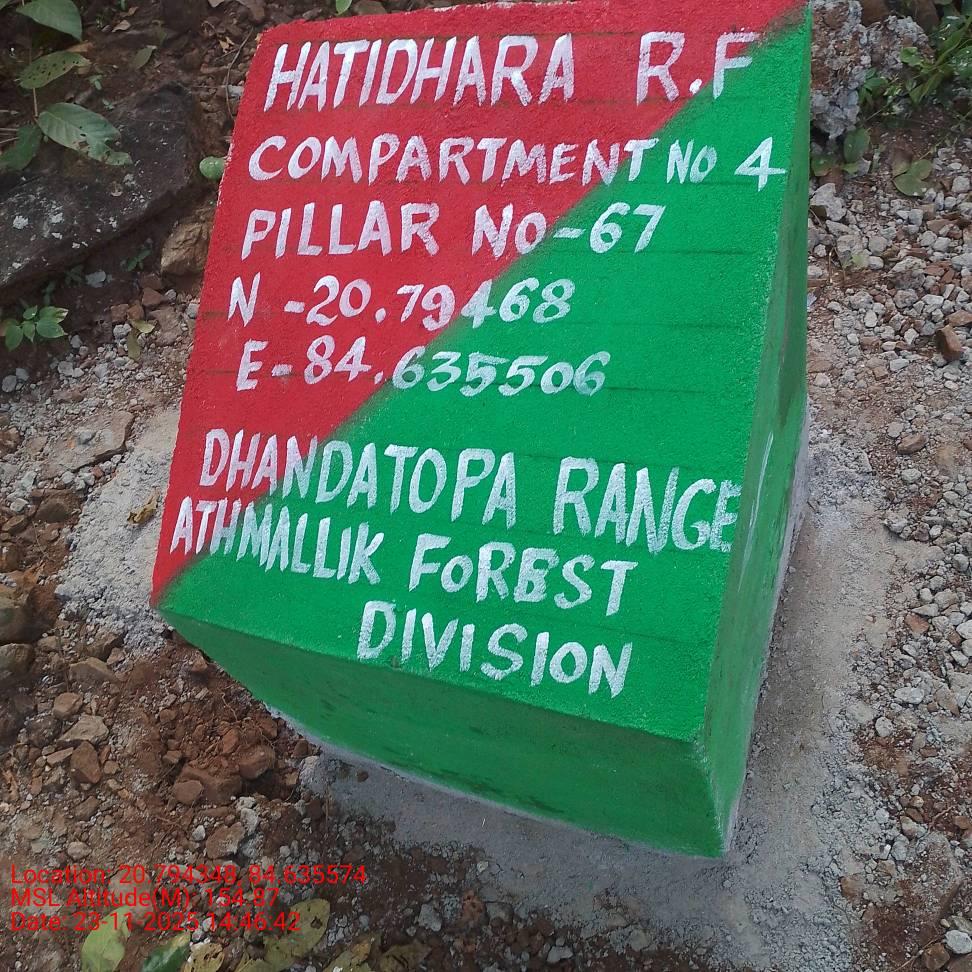 HATIDHARA R.F
COMPARTMENT No 4
PILLAR No-67
N -20.79468
E-84.635506
DHANDATOPA RANGE
ATHMALLIK FoREST
DIVISION
Location: 20.794348, 84.635574
MSL Altitude(M): 154.87
Date: 23-11-2025 14:46:42